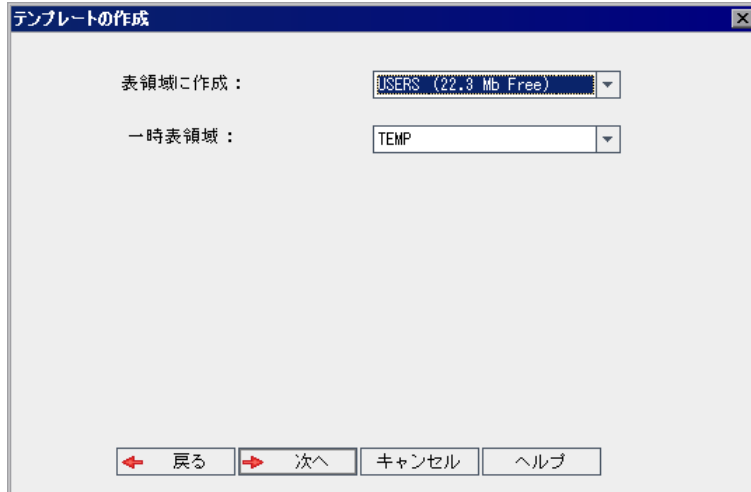 テンプレートの作成
表領域に作成：
USERS (22.3 Mb Free)
一時表領域：
TEMP
戻る 次へ キャンセル ヘルプ